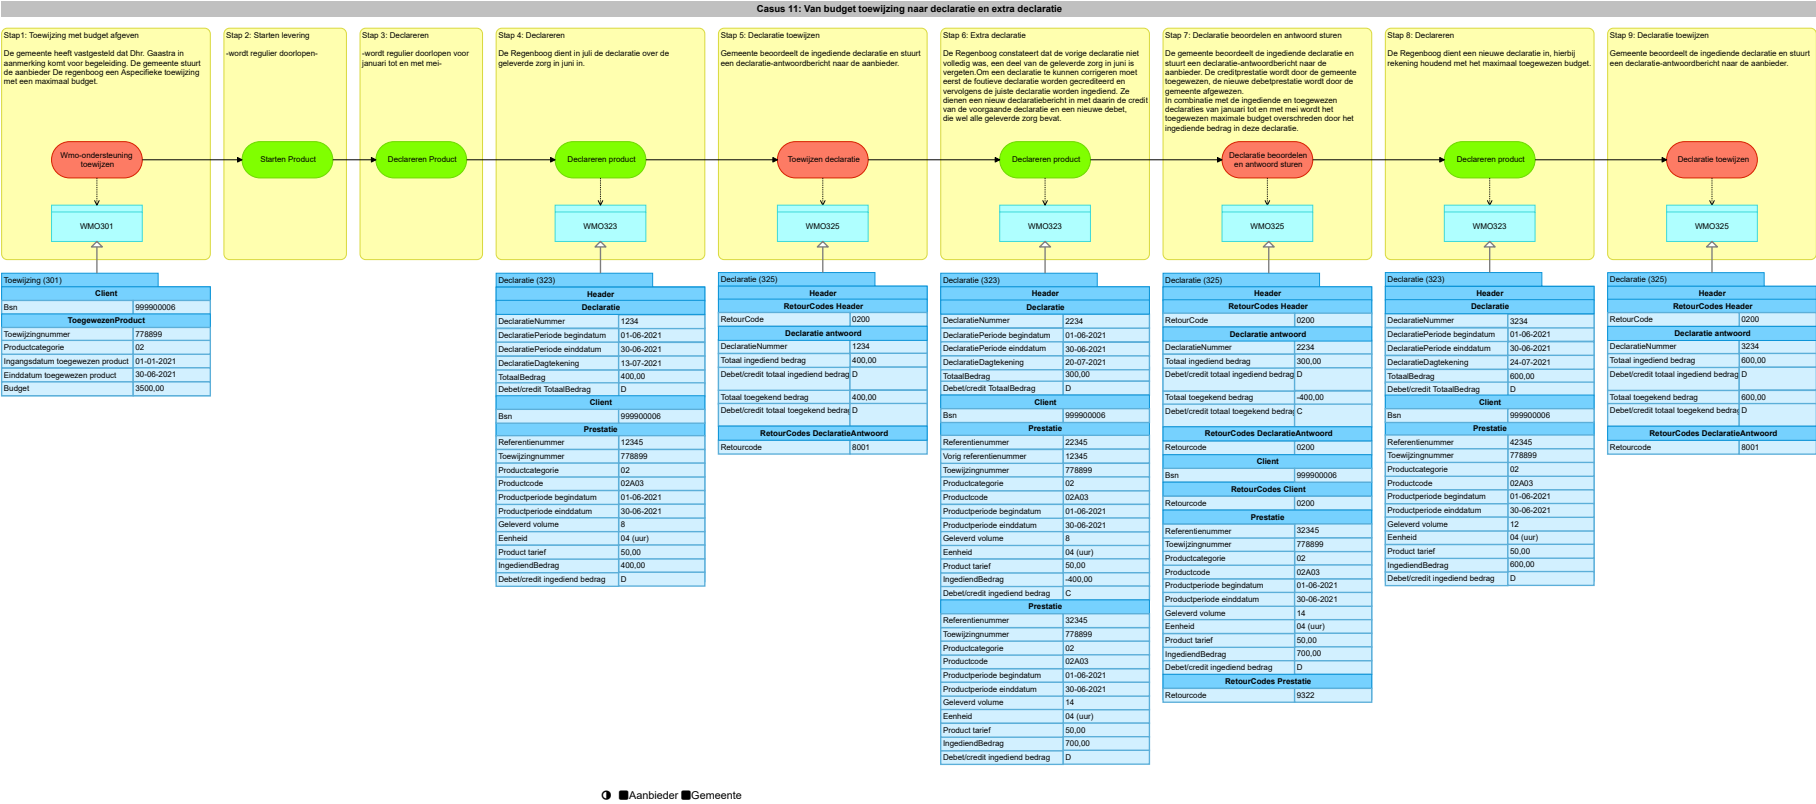 Casus 11: Van budget toewijzing naar declaratie en extra declaratie
Stap1: Toewijzing met budget afgeven
De gemeente heeft vastgesteld dat Dhr. Gaastra in
aanmerking komt voor begeleiding. De gemeente stuurt
de aanbieder De regenboog een Aspecifieke toewijzing
met een maximaal budget.
Wmo-ondersteuning
toewijzen
WMO301
Toewijzing (301)
Client
Bsn 999900006
ToegewezenProduct
Toewijzingnummer 778899
Productcategorie 02
Ingangsdatum toegewezen product 01-01-2021
Einddatum toegewezen product 30-06-2021
Budget 3500,00
Stap 2: Starten levering
-wordt regulier doorlopen-
Starten Product
Stap 3: Declareren
-wordt regulier doorlopen voor
januari tot en met mei-
Declareren Product
Stap 4: Declareren
De Regenboog dient in juli de declaratie over de
geleverde zorg in juni in.
Declareren product
WMO323
Declaratie (323)
Header
Declaratie
DeclaratieNummer 1234
DeclaratiePeriode begindatum 01-06-2021
DeclaratiePeriode einddatum 30-06-2021
DeclaratieDagtekening 13-07-2021
TotaalBedrag 400,00
Debet/credit TotaalBedrag D
Client
Bsn 999900006
Prestatie
Referentienummer 12345
Toewijzingnummer 778899
Productcategorie 02
Productcode 02A03
Productperiode begindatum 01-06-2021
Productperiode einddatum 30-06-2021
Geleverd volume 8
Eenheid 04 (uur)
Product tarief 50,00
IngediendBedrag 400,00
Debet/credit ingediend bedrag D
Stap 5: Declaratie toewijzen
Gemeente beoordeelt de ingediende declaratie en stuurt
een declaratie-antwoordbericht naar de aanbieder.
Toewijzen declaratie
WMO325
Declaratie (325)
Header
RetourCodes Header
RetourCode 0200
Declaratie antwoord
DeclaratieNummer 1234
Totaal ingediend bedrag 400,00
Debet/credit totaal ingediend bedrag D
Totaal toegekend bedrag 400,00
Debet/credit totaal toegekend bedrag D
RetourCodes DeclaratieAntwoord
Retourcode 8001
Stap 6: Extra declaratie
De Regenboog constateert dat de vorige declaratie niet
volledig was, een deel van de geleverde zorg in juni is
vergeten.Om een declaratie te kunnen corrigeren moet
eerst de foutieve declaratie worden gecrediteerd en
vervolgens de juiste declaratie worden ingediend. Ze
dienen een nieuw declaratiebericht in met daarin de credit
van de voorgaande declaratie en een nieuwe debet,
die wel alle geleverde zorg bevat.
Declareren product
WMO323
Declaratie (323)
Header
Declaratie
DeclaratieNummer 2234
DeclaratiePeriode begindatum 01-06-2021
DeclaratiePeriode einddatum 30-06-2021
DeclaratieDagtekening 20-07-2021
TotaalBedrag 300,00
Debet/credit TotaalBedrag D
Client
Bsn 999900006
Prestatie
Referentienummer 22345
Vorig referentienummer 12345
Toewijzingnummer 778899
Productcategorie 02
Productcode 02A03
Productperiode begindatum 01-06-2021
Productperiode einddatum 30-06-2021
Geleverd volume 8
Eenheid 04 (uur)
Product tarief 50,00
IngediendBedrag -400,00
Debet/credit ingediend bedrag C
Prestatie
Referentienummer 32345
Toewijzingnummer 778899
Productcategorie 02
Productcode 02A03
Productperiode begindatum 01-06-2021
Productperiode einddatum 30-06-2021
Geleverd volume 14
Eenheid 04 (uur)
Product tarief 50,00
IngediendBedrag 700,00
Debet/credit ingediend bedrag D
Stap 7: Declaratie beoordelen en antwoord sturen
De gemeente beoordeelt de ingediende declaratie en
stuurt een declaratie-antwoordbericht naar de
aanbieder. De creditprestatie wordt door de gemeente
toegewezen, de nieuwe debetprestatie wordt door de
gemeente afgewezen.
In combinatie met de ingediende en toegewezen
declaraties van januari tot en met mei wordt het
toegewezen maximale budget overschreden door het
ingediende bedrag in deze declaratie.
Declaratie beoordelen
en antwoord sturen
WMO325
Declaratie (325)
Header
RetourCodes Header
RetourCode 0200
Declaratie antwoord
DeclaratieNummer 2234
Totaal ingediend bedrag 300,00
Debet/credit totaal ingediend bedrag D
Totaal toegekend bedrag -400,00
Debet/credit totaal toegekend bedrag C
RetourCodes DeclaratieAntwoord
Retourcode 0200
Client
Bsn 999900006
RetourCodes Client
Retourcode 0200
Prestatie
Referentienummer 32345
Toewijzingnummer 778899
Productcategorie 02
Productcode 02A03
Productperiode begindatum 01-06-2021
Productperiode einddatum 30-06-2021
Geleverd volume 14
Eenheid 04 (uur)
Product tarief 50,00
IngediendBedrag 700,00
Debet/credit ingediend bedrag D
RetourCodes Prestatie
Retourcode 9322
Stap 8: Declareren
De Regenboog dient een nieuwe declaratie in, hierbij
rekening houdend met het maximaal toegewezen budget.
Declareren product
WMO323
Declaratie (323)
Header
Declaratie
DeclaratieNummer 3234
DeclaratiePeriode begindatum 01-06-2021
DeclaratiePeriode einddatum 30-06-2021
DeclaratieDagtekening 24-07-2021
TotaalBedrag 600,00
Debet/credit TotaalBedrag D
Client
Bsn 999900006
Prestatie
Referentienummer 42345
Toewijzingnummer 778899
Productcategorie 02
Productcode 02A03
Productperiode begindatum 01-06-2021
Productperiode einddatum 30-06-2021
Geleverd volume 12
Eenheid 04 (uur)
Product tarief 50,00
IngediendBedrag 600,00
Debet/credit ingediend bedrag D
Stap 9: Declaratie toewijzen
Gemeente beoordeelt de ingediende declaratie en stuurt
een declaratie-antwoordbericht naar de aanbieder.
Declaratie toewijzen
WMO325
Declaratie (325)
Header
RetourCodes Header
RetourCode 0200
Declaratie antwoord
DeclaratieNummer 3234
Totaal ingediend bedrag 600,00
Debet/credit totaal ingediend bedrag D
Totaal toegekend bedrag 600,00
Debet/credit totaal toegekend bedrag D
RetourCodes DeclaratieAntwoord
Retourcode 8001
Aanbieder Gemeente